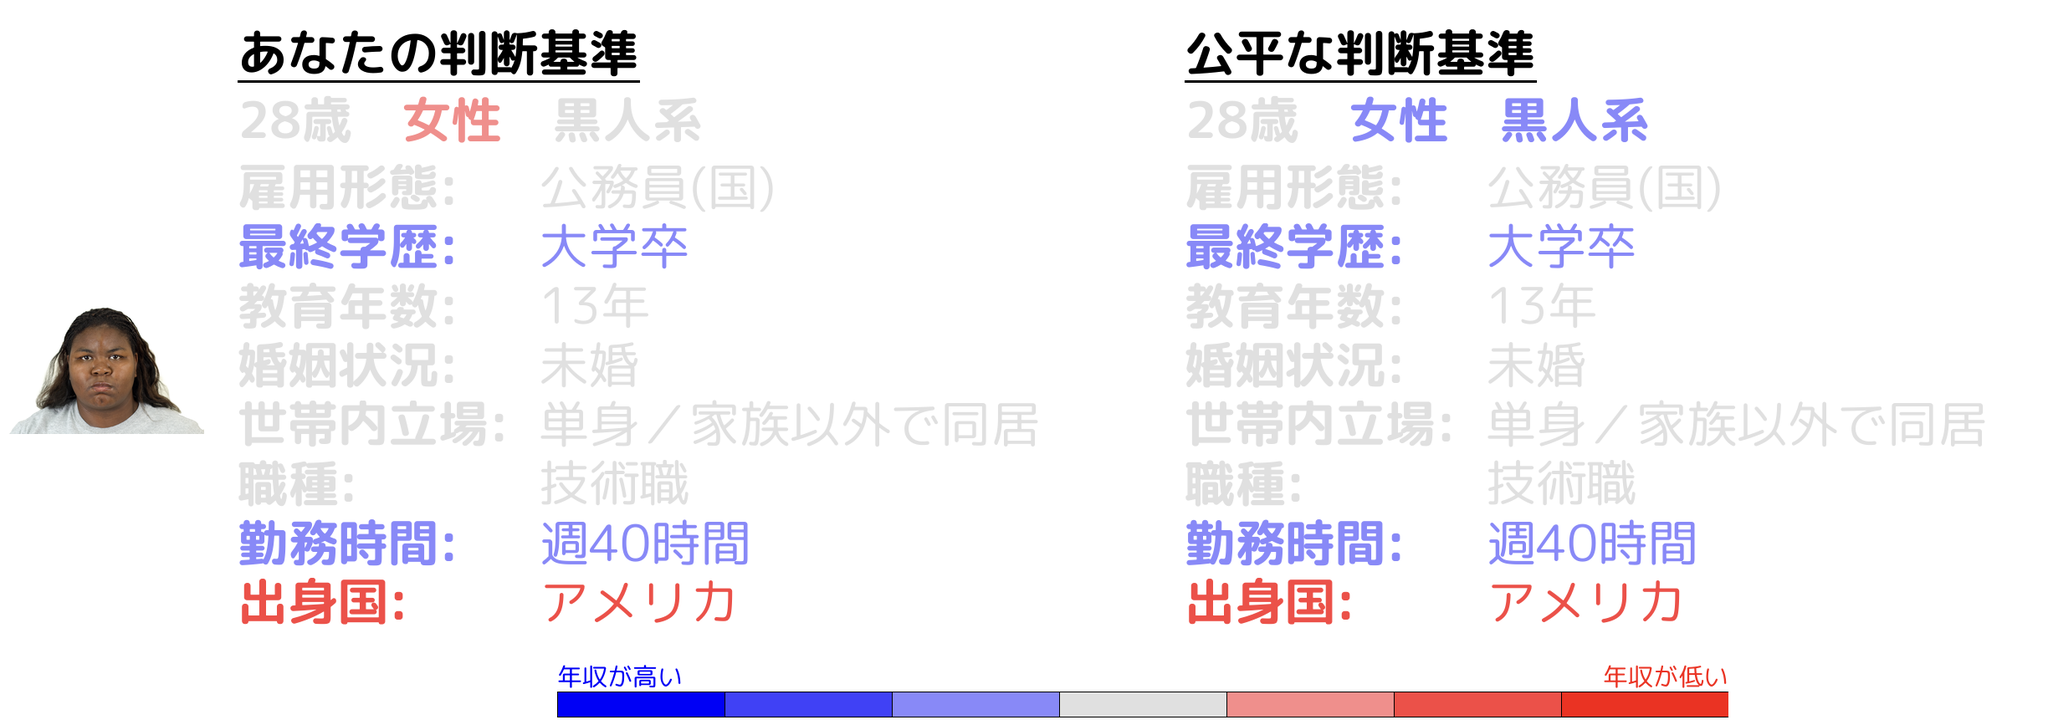 あなたの判断基準
28歳 女性 黒人系
雇用形態: 公務員(国)
最終学歴: 大学卒
教育年数: 13年
婚姻状況: 未婚
世帯内立場: 単身／家族以外で同居
職種: 技術職
勤務時間: 週40時間
出身国: アメリカ
公平な判断基準
28歳 女性 黒人系
雇用形態: 公務員(国)
最終学歴: 大学卒
教育年数: 13年
婚姻状況: 未婚
世帯内立場: 単身／家族以外で同居
職種: 技術職
勤務時間: 週40時間
出身国: アメリカ
年収が高い
年収が低い